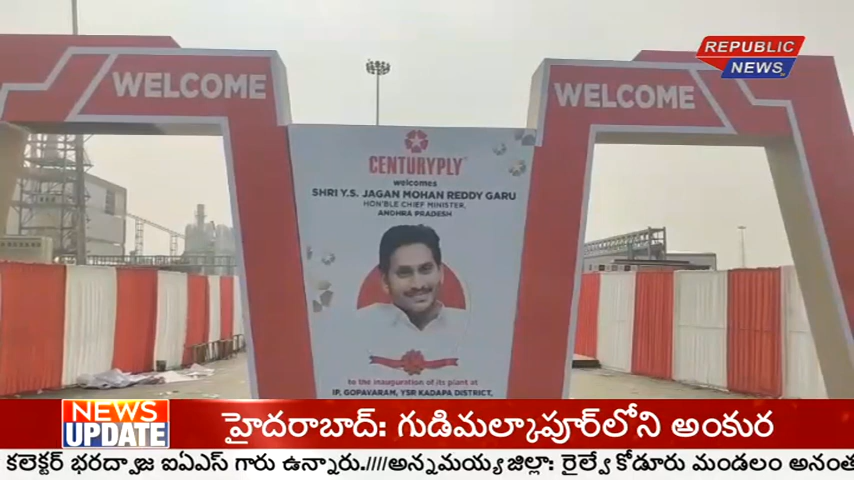 WELCOME
WELCOME
REPUBLIC
NEWS
CENTURYPLY
welcomes
SHRI Y.S. JAGAN MOHAN REDDY GARU
HON'BLE CHIEF MINISTER,
ANDHRA PRADESH
to the inauguration of its plant at
IP, GOPAVARAM, YSR KADAPA DISTRICT,
NEWS
UPDATE
హైదరాబాద్: గుడిమల్కాపూర్‌లోని అంకుర
కలెక్టర్ భరద్వాజ ఐఏఎస్ గారు ఉన్నారు.////అన్నమయ్య జిల్లా: రైల్వే కోడూరు మండలం అనంత